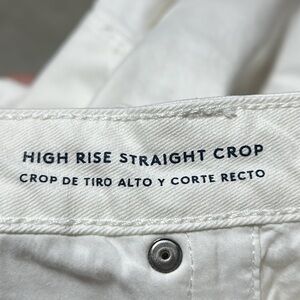 HIGH RISE STRAIGHT CROP
CROP DE TIRO ALTO Y CORTE RECTO